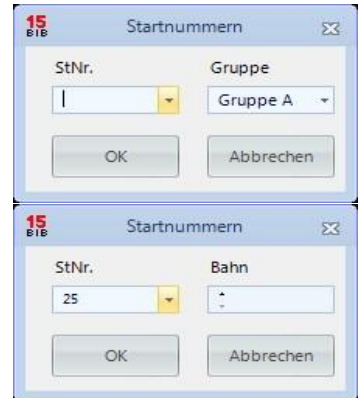 15 BIB Startnummern
StNr. Gruppe
Gruppe A
OK Abbrechen
15 BIB Startnummern
StNr. Bahn
25
OK Abbrechen